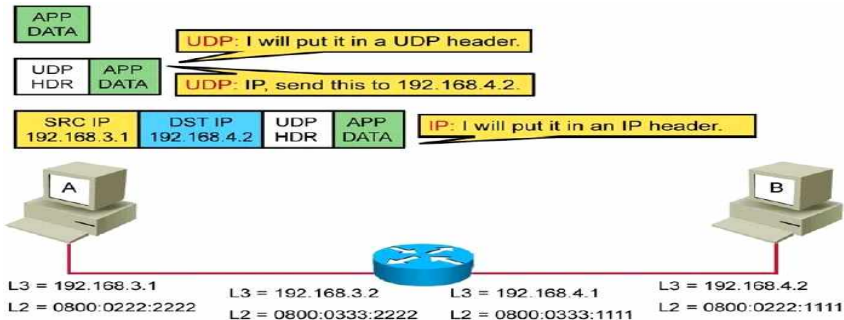 APP
DATA
UDP: I will put it in a UDP header.
UDP
HDR
APP
DATA
UDP: IP, send this to 192.168.4.2.
SRC IP
192.168.3.1
DST IP
192.168.4.2
UDP
HDR
APP
DATA
IP: I will put it in an IP header.
A
B
L3 = 192.168.3.1
L2 = 0800:0222:2222
L3 = 192.168.3.2
L2 = 0800:0333:2222
L3 = 192.168.4.1
L2 = 0800:0333:1111
L3 = 192.168.4.2
L2 = 0800:0222:1111